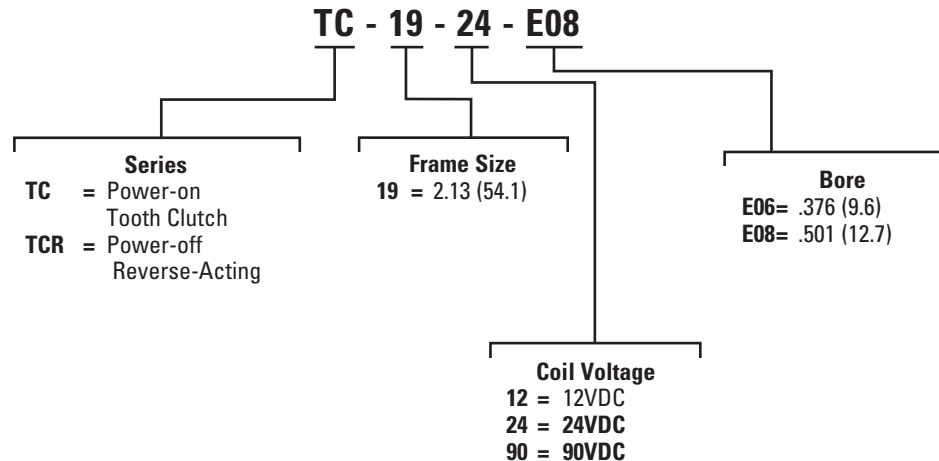 TC - 19 - 24 - E08
Series
TC = Power-on
Tooth Clutch
TCR = Power-off
Reverse-Acting
Frame Size
19 = 2.13 (54.1)
Bore
E06= .376 (9.6)
E08= .501 (12.7)
Coil Voltage
12 = 12VDC
24 = 24VDC
90 = 90VDC